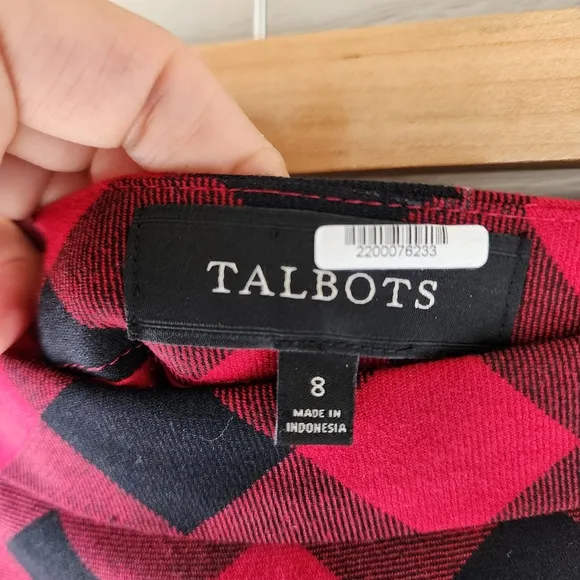 2200076233
TALBOTS
8
MADE IN
INDONESIA